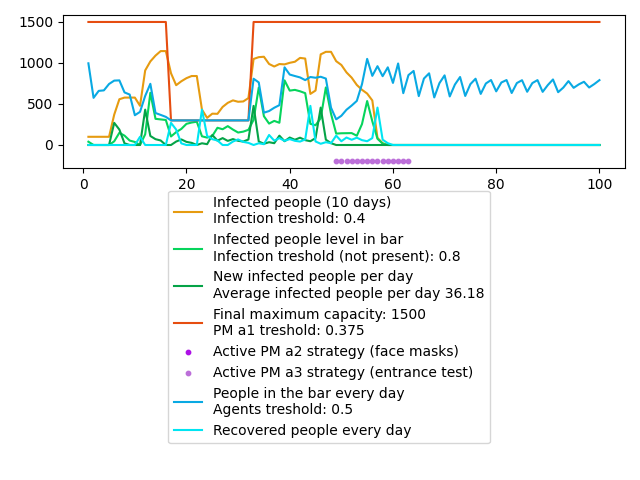 1500
1000
500
0
0
20
40
60
80
100
Infected people (10 days)
Infection treshold: 0.4
Infected people level in bar
Infection treshold (not present): 0.8
New infected people per day
Average infected people per day 36.18
Final maximum capacity: 1500
PM a1 treshold: 0.375
Active PM a2 strategy (face masks)
Active PM a3 strategy (entrance test)
People in the bar every day
Agents treshold: 0.5
Recovered people every day